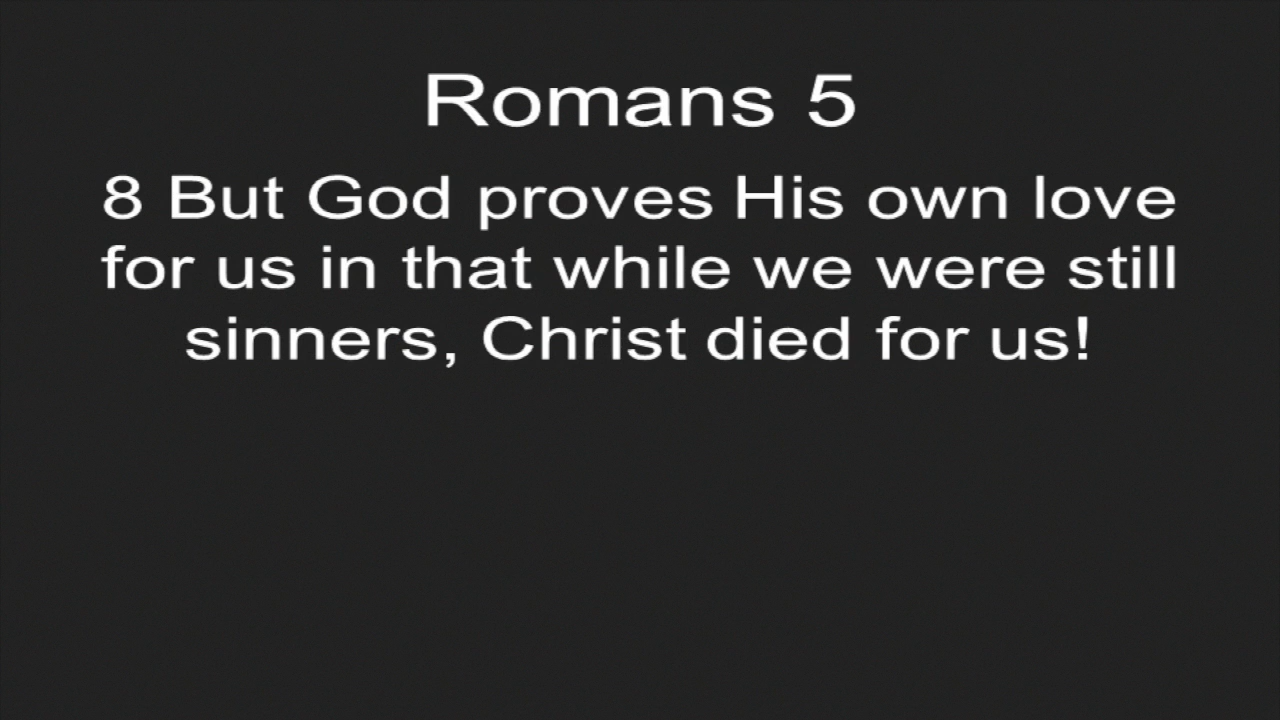 Romans 5
8 But God proves His own love
for us in that while we were still
sinners, Christ died for us!